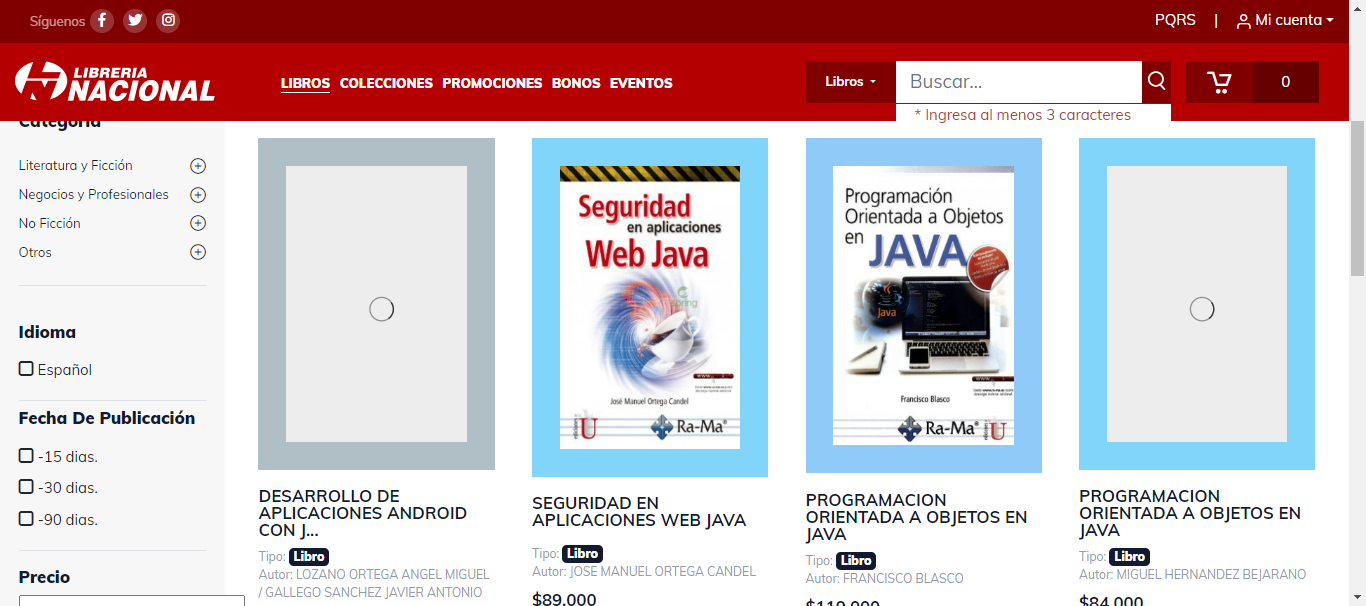 Síguenos
PQRS | Mi cuenta
LIBRERIA
NACIONAL
LIBROS COLECCIONES PROMOCIONES BONOS EVENTOS
Libros
Buscar...
0
* Ingresa al menos 3 caracteres
Categoría
Literatura y Ficción
Negocios y Profesionales
No Ficción
Otros
Idioma
Español
Fecha De Publicación
-15 dias.
-30 dias.
-90 dias.
Precio
DESARROLLO DE
APLICACIONES ANDROID
CON J...
Tipo: Libro
Autor: LOZANO ORTEGA ANGEL MIGUEL
/ GALLEGO SANCHEZ JAVIER ANTONIO
Seguridad
en aplicaciones
Web Java
José Manuel Ortega Candel
U
Ra-Ma®
SEGURIDAD EN
APLICACIONES WEB JAVA
Tipo: Libro
Autor: JOSE MANUEL ORTEGA CANDEL
$89.000
Programación
Orientada a Objetos
en JAVA
Java
Francisco Blasco
Ra-Ma®
U
PROGRAMACION
ORIENTADA A OBJETOS EN
JAVA
Tipo: Libro
Autor: FRANCISCO BLASCO
$119.000
PROGRAMACION
ORIENTADA A OBJETOS EN
JAVA
Tipo: Libro
Autor: MIGUEL HERNANDEZ BEJARANO
$84.000